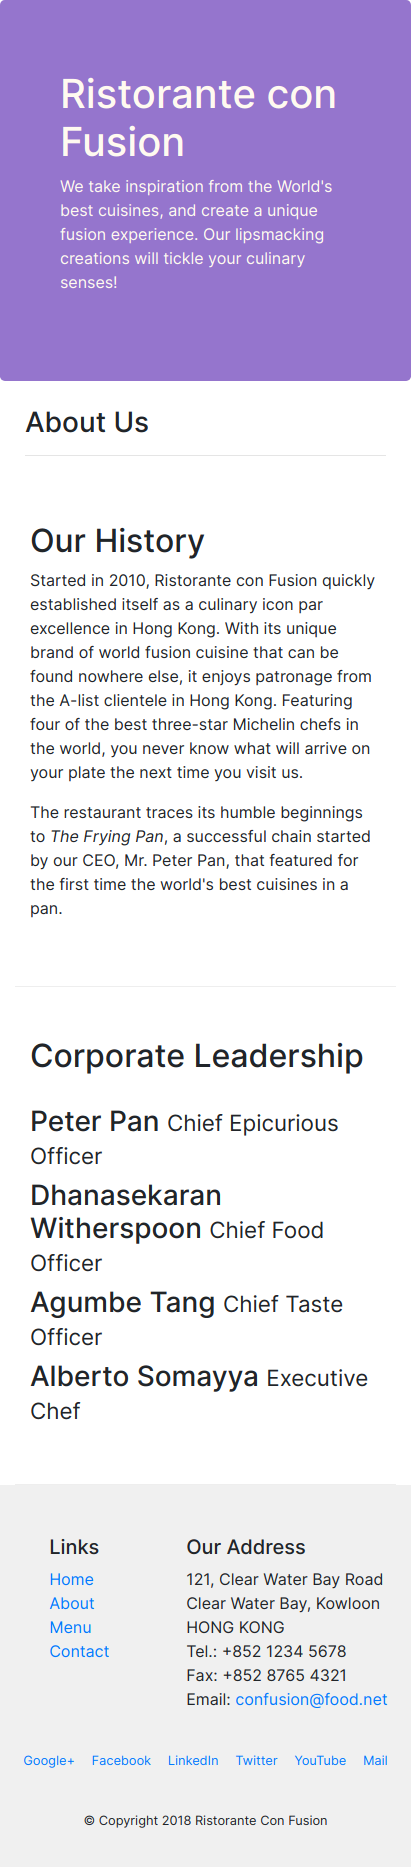 Ristorante con
Fusion
We take inspiration from the World's
best cuisines, and create a unique
fusion experience. Our lipsmacking
creations will tickle your culinary
senses!
About Us
Our History
Started in 2010, Ristorante con Fusion quickly
established itself as a culinary icon par
excellence in Hong Kong. With its unique
brand of world fusion cuisine that can be
found nowhere else, it enjoys patronage from
the A-list clientele in Hong Kong. Featuring
four of the best three-star Michelin chefs in
the world, you never know what will arrive on
your plate the next time you visit us.
The restaurant traces its humble beginnings
to The Frying Pan, a successful chain started
by our CEO, Mr. Peter Pan, that featured for
the first time the world's best cuisines in a
pan.
Corporate Leadership
Peter Pan Chief Epicurious
Officer
Dhanasekaran
Witherspoon Chief Food
Officer
Agumbe Tang Chief Taste
Officer
Alberto Somayya Executive
Chef
Links
Home
About
Menu
Contact
Our Address
121, Clear Water Bay Road
Clear Water Bay, Kowloon
HONG KONG
Tel.: +852 1234 5678
Fax: +852 8765 4321
Email: confusion@food.net
Google+ Facebook LinkedIn Twitter YouTube Mail
© Copyright 2018 Ristorante Con Fusion